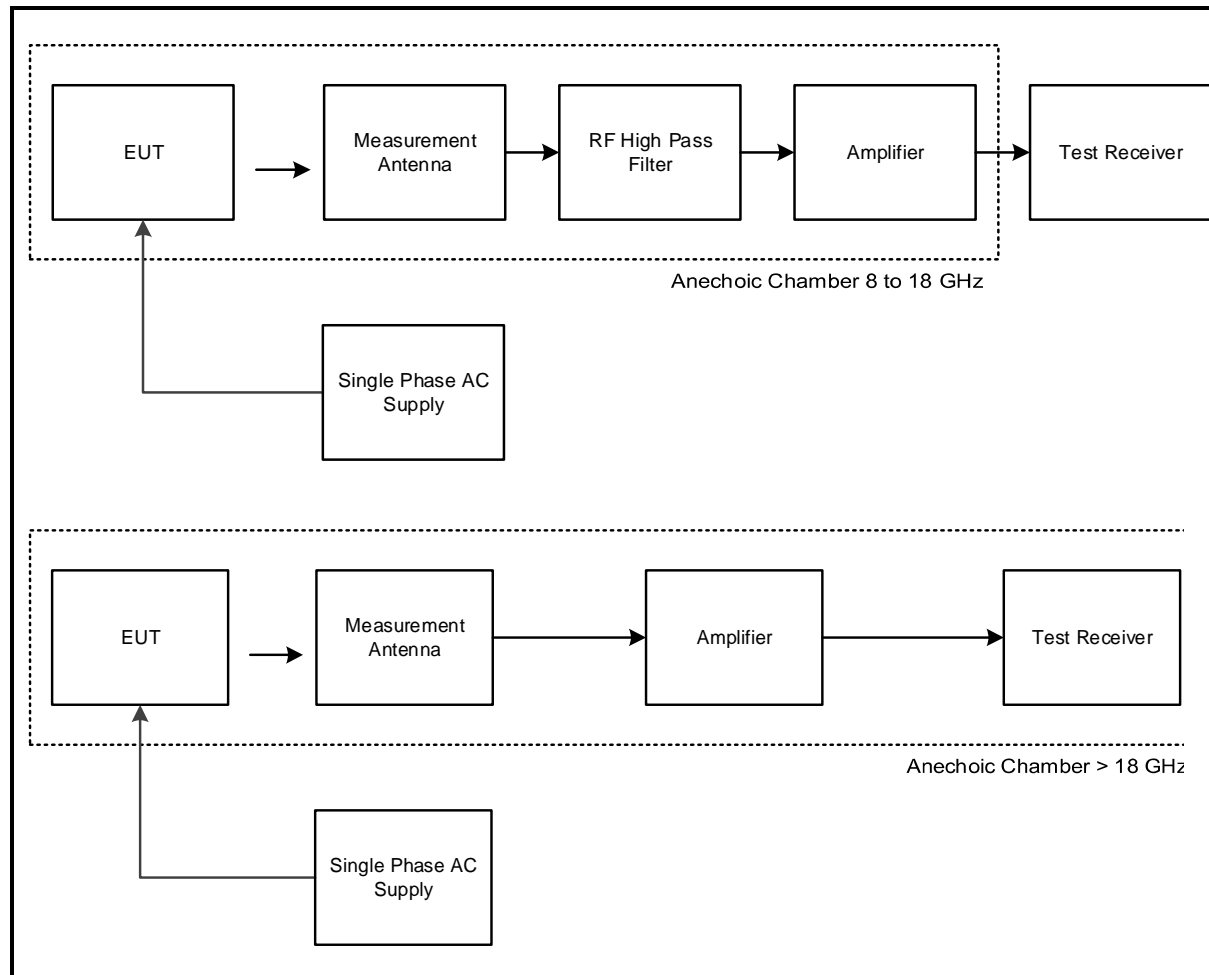 EUT
Measurement
Antenna
RF High Pass
Filter
Amplifier
Test Receiver
Anechoic Chamber 8 to 18 GHz
Single Phase AC
Supply
EUT
Measurement
Antenna
Amplifier
Test Receiver
Anechoic Chamber > 18 GHz
Single Phase AC
Supply